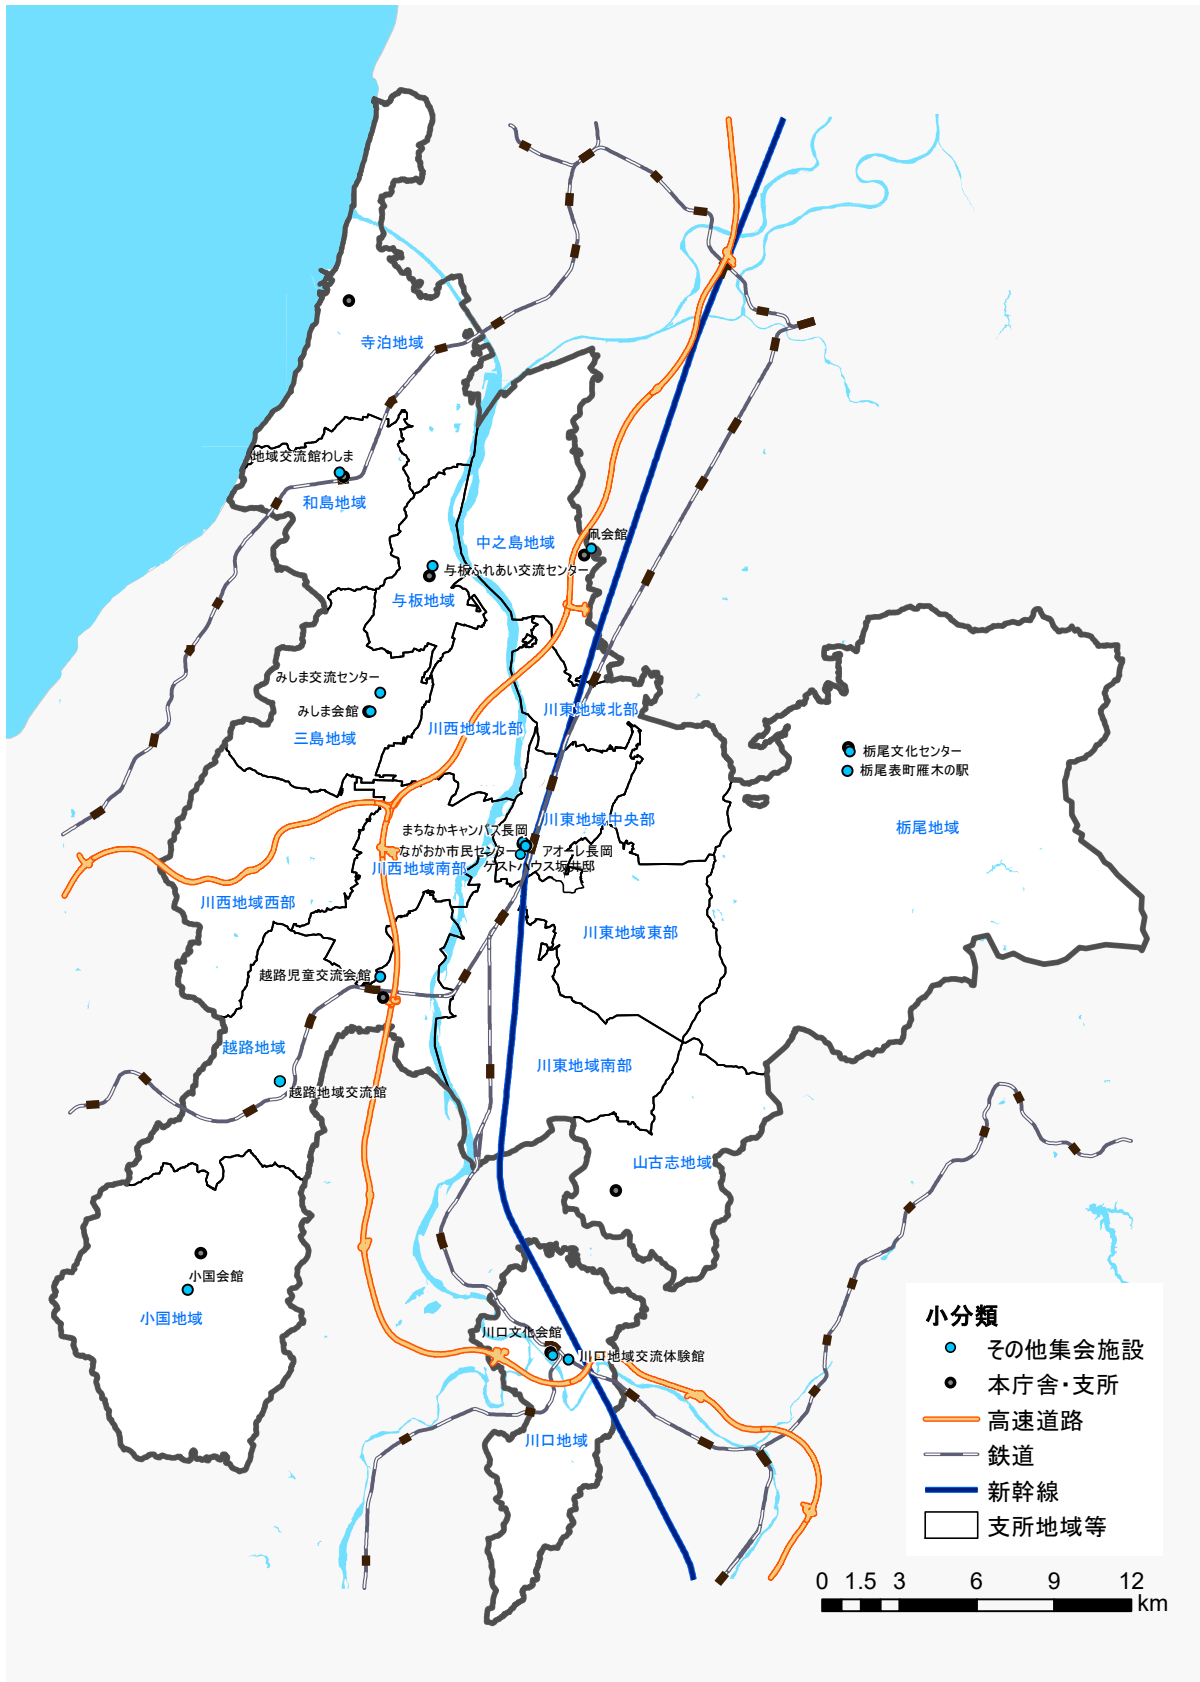 寺泊地域
地域交流館わしま
和島地域
中之島地域
凧会館
与板ふれあい交流センター
与板地域
みしま交流センター
みしま会館
三島地域
川西地域北部
川東地域北部
栃尾文化センター
栃尾表町雁木の駅
栃尾地域
まちなかキャンパス長岡
川東地域中央部
ながおか市民センター
アオーレ長岡
川西地域南部
ゲストハウス坂井邸
川西地域西部
川東地域東部
越路児童交流会館
越路地域
川東地域南部
越路地域交流館
山古志地域
小国会館
小国地域
川口文化会館
川口地域交流体験館
川口地域
小分類
その他集会施設
本庁舎・支所
高速道路
鉄道
新幹線
支所地域等
0 1.5 3 6 9 12
km